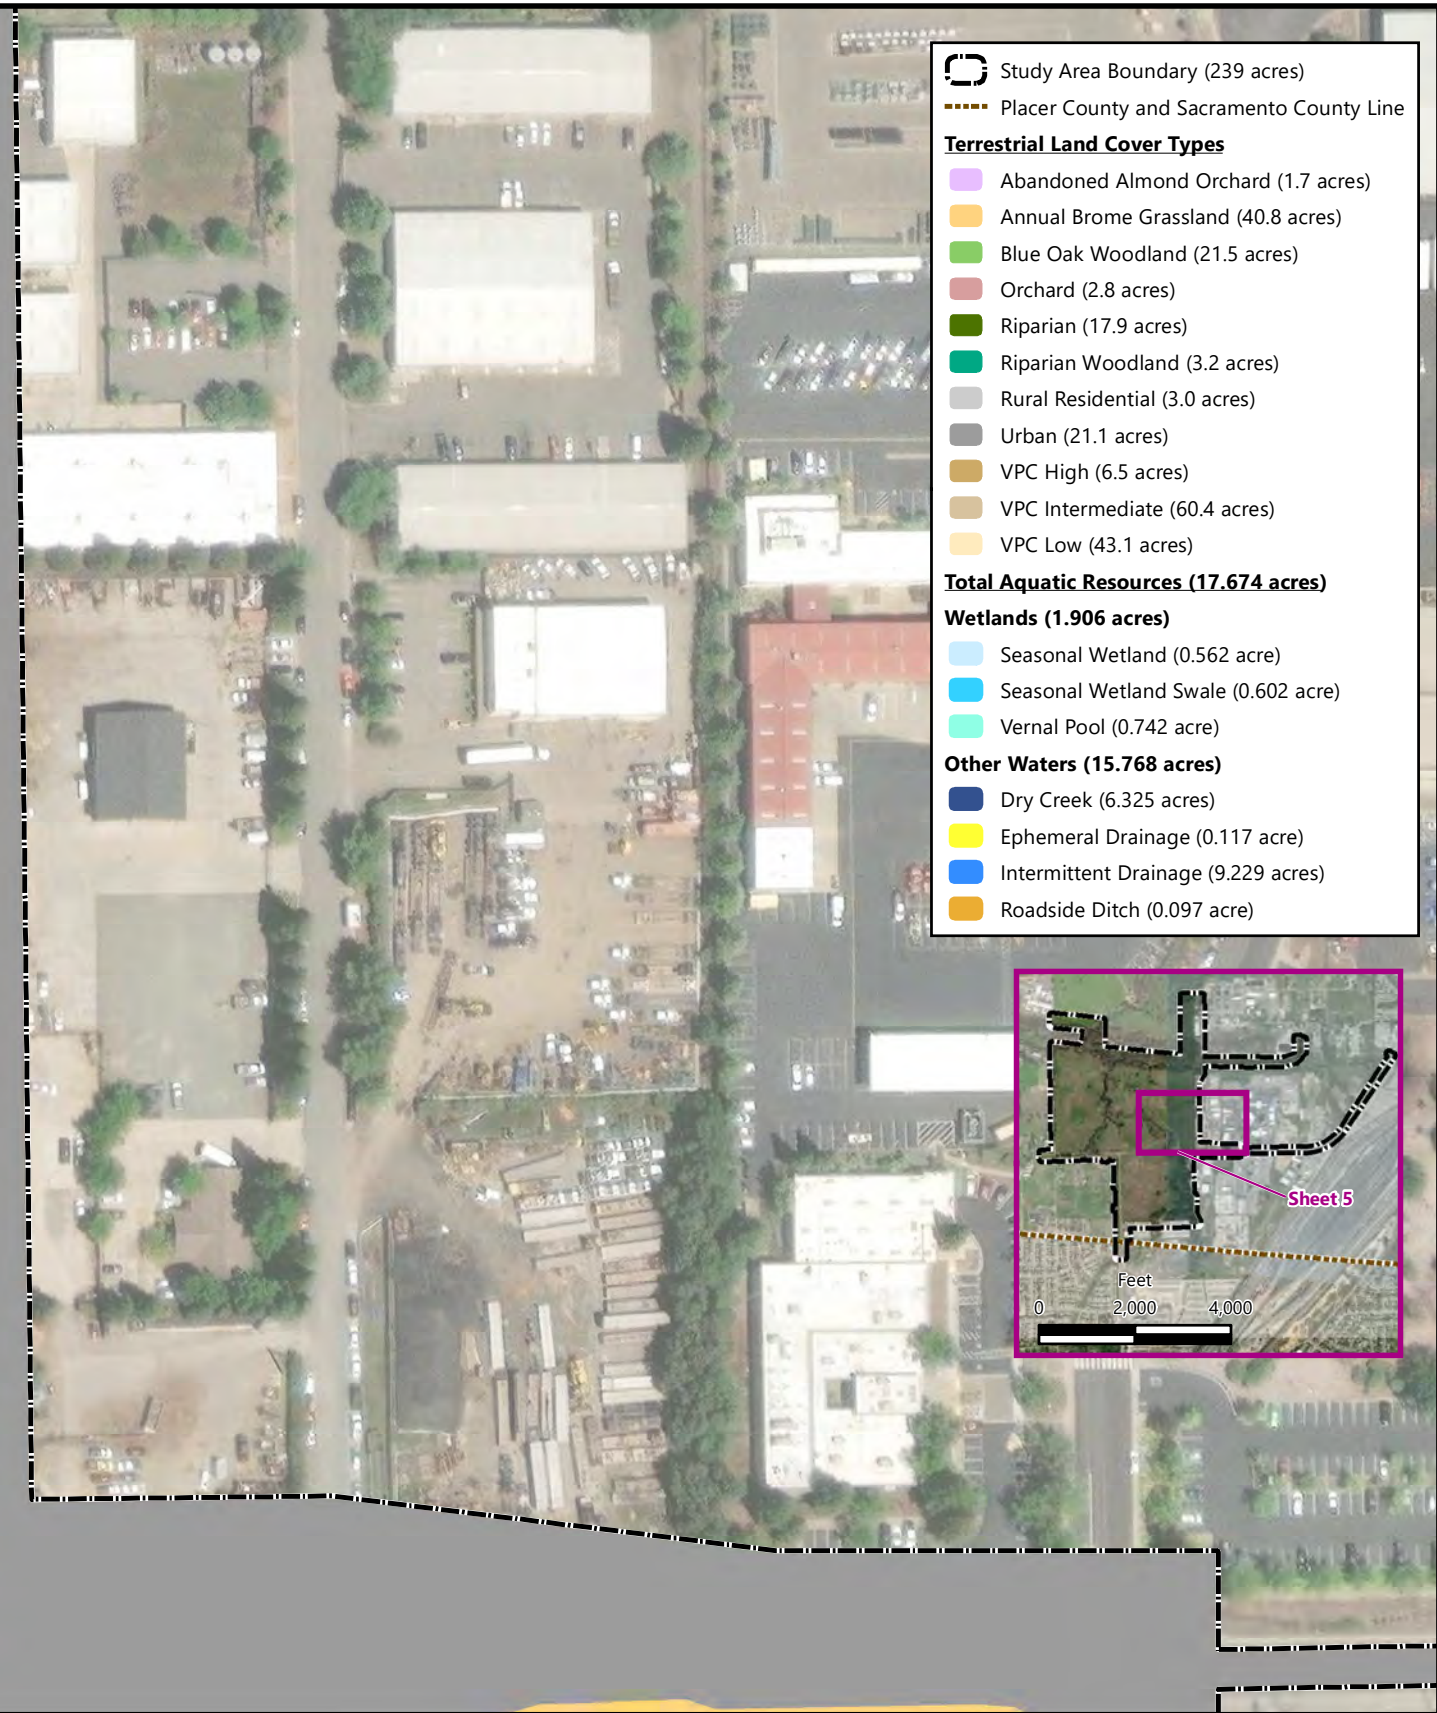 Study Area Boundary (239 acres)
Placer County and Sacramento County Line
Terrestrial Land Cover Types
Abandoned Almond Orchard (1.7 acres)
Annual Brome Grassland (40.8 acres)
Blue Oak Woodland (21.5 acres)
Orchard (2.8 acres)
Riparian (17.9 acres)
Riparian Woodland (3.2 acres)
Rural Residential (3.0 acres)
Urban (21.1 acres)
VPC High (6.5 acres)
VPC Intermediate (60.4 acres)
VPC Low (43.1 acres)
Total Aquatic Resources (17.674 acres)
Wetlands (1.906 acres)
Seasonal Wetland (0.562 acre)
Seasonal Wetland Swale (0.602 acre)
Vernal Pool (0.742 acre)
Other Waters (15.768 acres)
Dry Creek (6.325 acres)
Ephemeral Drainage (0.117 acre)
Intermittent Drainage (9.229 acres)
Roadside Ditch (0.097 acre)
Sheet 5
Feet
0 2,000 4,000